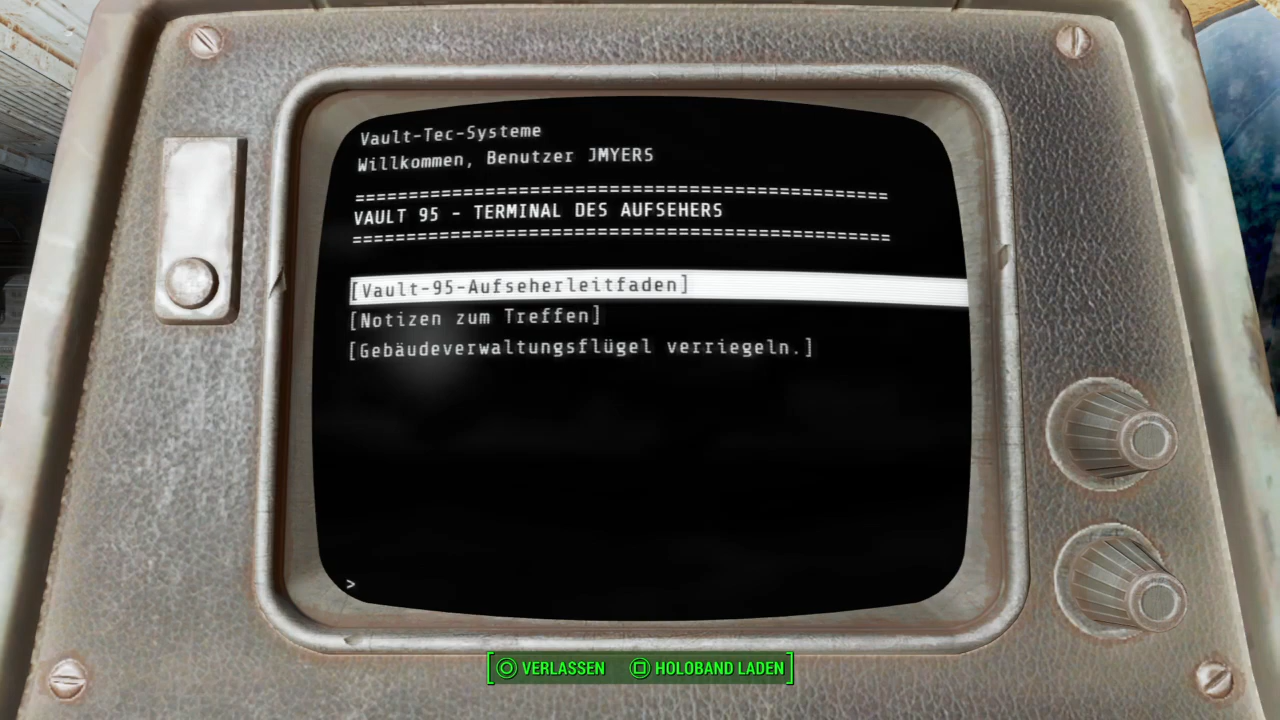 Vault-Tec-Systeme
Willkommen, Benutzer JMYERS
=============================================
VAULT 95 - TERMINAL DES AUFSEHERS
=============================================
[Vault-95-Aufseherleitfaden]
[Notizen zum Treffen]
[Gebäudeverwaltungsflügel verriegeln.]
>
VERLASSEN HOLOBAND LADEN